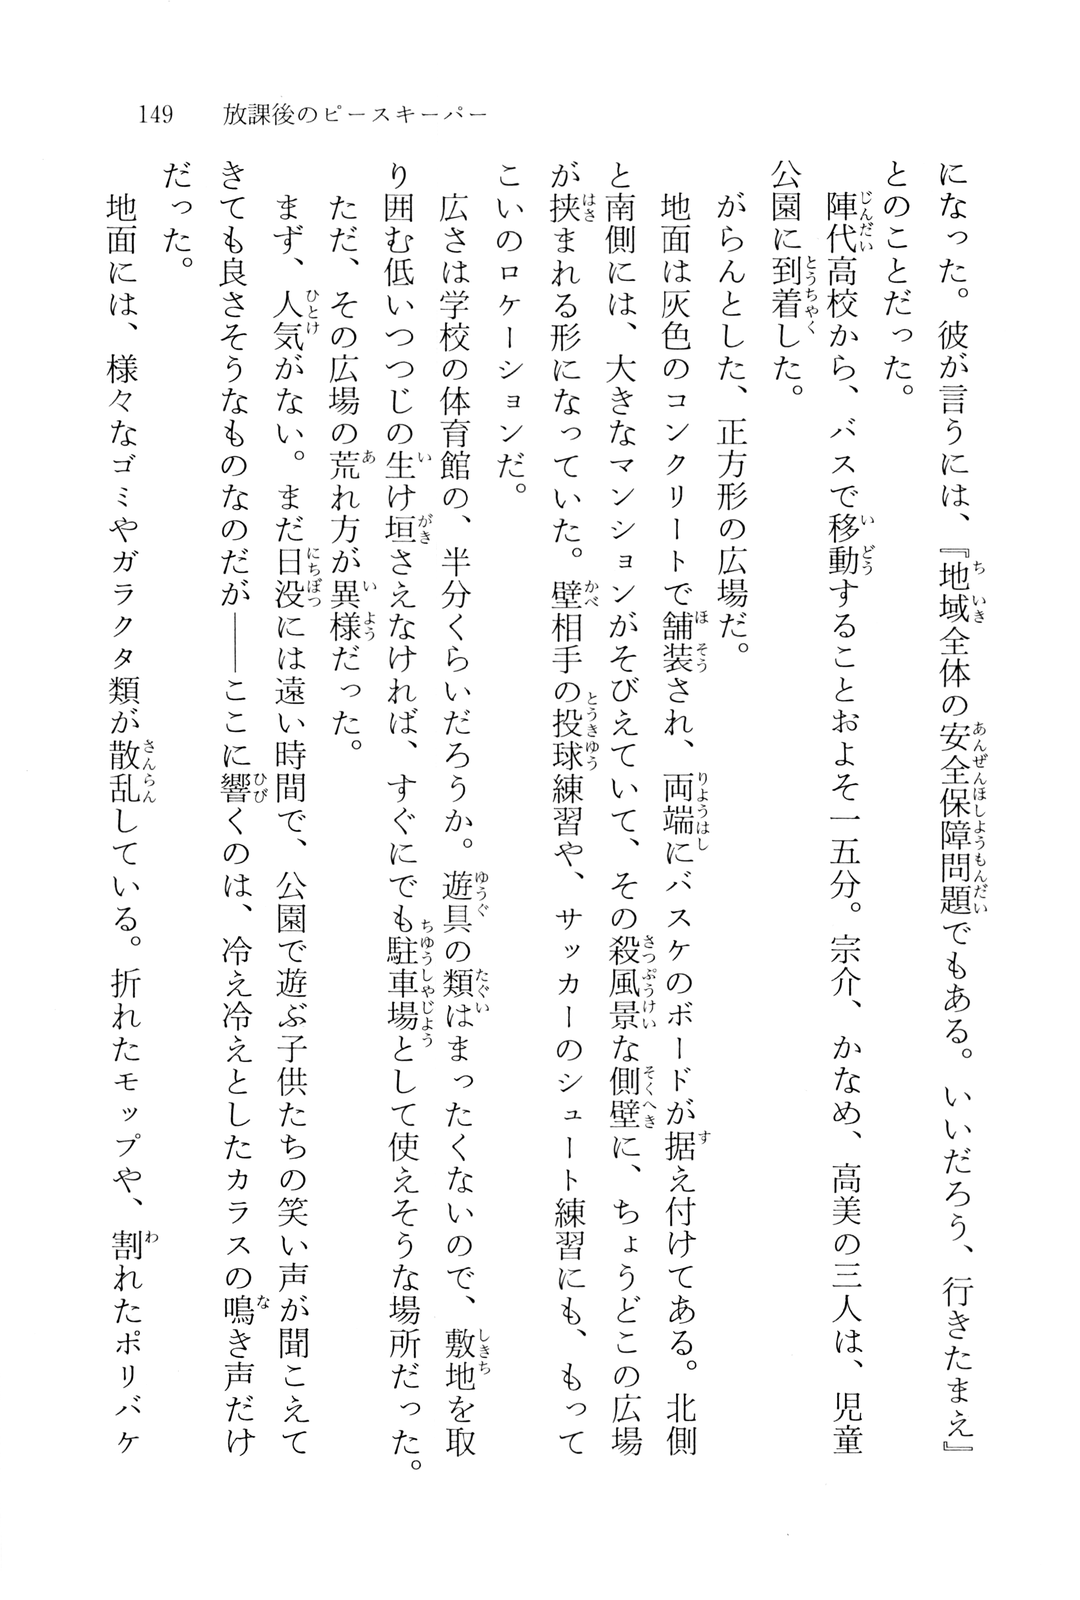 149　放課後のピースキーパー
になった。彼が言うには、『地域全体の安全保障問題でもある。いいだろう、行きたまえ』
とのことだった。
　陣代高校から、バスで移動することおよそ一五分。宗介、かなめ、高美の三人は、児童
公園に到着した。
　がらんとした、正方形の広場だ。
　地面は灰色のコンクリートで舗装され、両端にバスケのボードが据え付けてある。北側
と南側には、大きなマンションがそびえていて、その殺風景な側壁に、ちょうどこの広場
が挟まれる形になっていた。壁相手の投球練習や、サッカーのシュート練習にも、もって
こいのロケーションだ。
　広さは学校の体育館の、半分くらいだろうか。遊具の類はまったくないので、敷地を取
り囲む低いつつじの生け垣さえなければ、すぐにでも駐車場として使えそうな場所だった。
　ただ、その広場の荒れ方が異様だった。
　まず、人気がない。まだ日没には遠い時間で、公園で遊ぶ子供たちの笑い声が聞こえて
きても良さそうなものなのだが――ここに響くのは、冷え冷えとしたカラスの鳴き声だけ
だった。
　地面には、様々なゴミやガラクタ類が散乱している。折れたモップや、割れたポリバケ